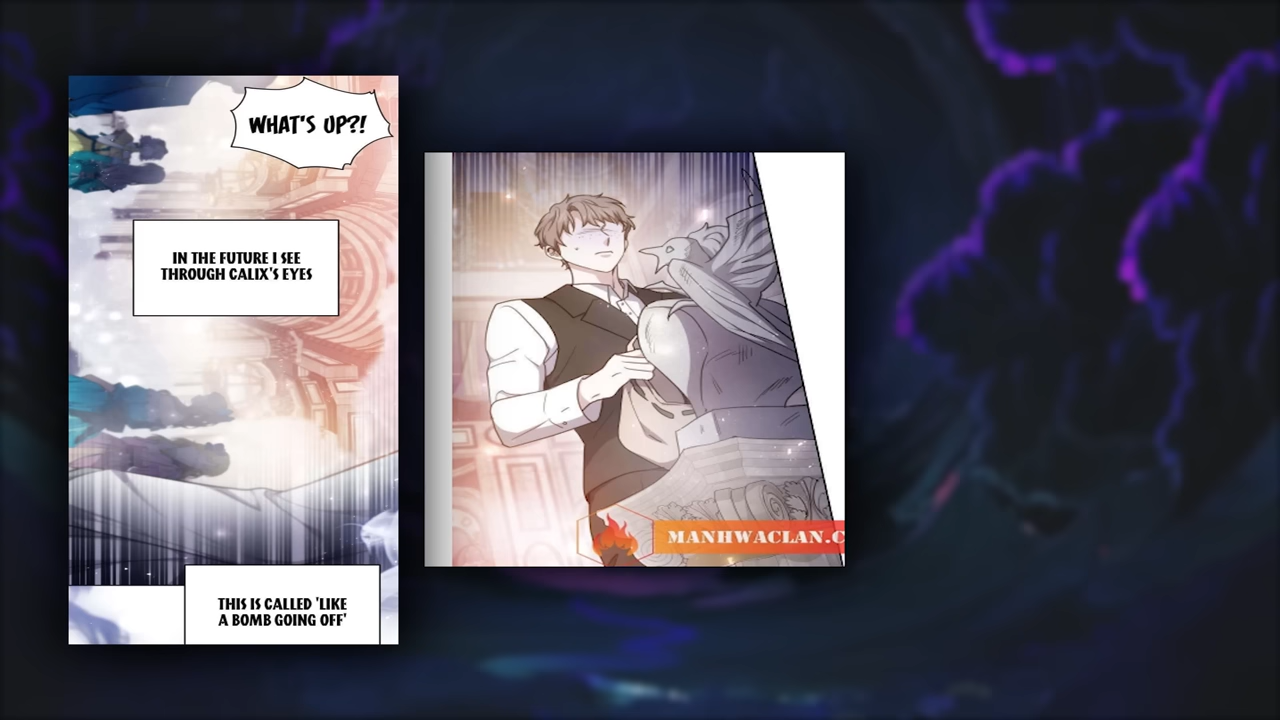 WHAT'S UP?!
IN THE FUTURE I SEE
THROUGH CALIX'S EYES
THIS IS CALLED 'LIKE
A BOMB GOING OFF'
MANHWACLAN.C